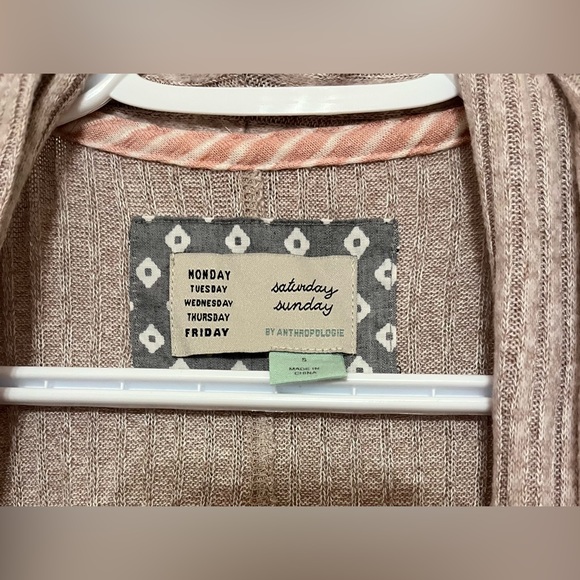 MONDAY
TUESDAY
WEDNESDAY
THURSDAY
FRIDAY
saturday
sunday
BY ANTHROPOLOGIE
S
MADE IN
CHINA